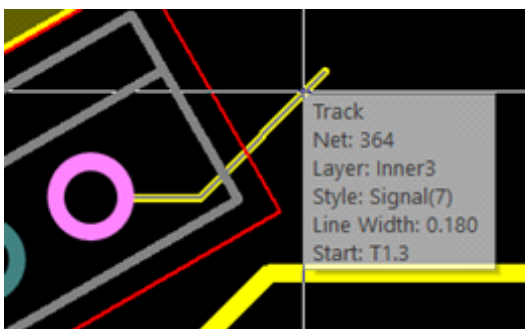 Track
Net: 364
Layer: Inner3
Style: Signal(7)
Line Width: 0.180
Start: T1.3